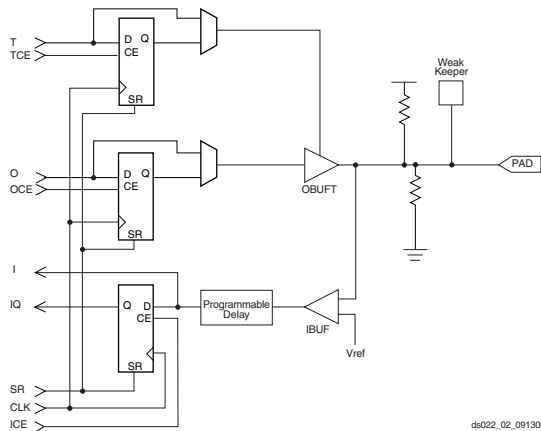 T
TCE
D Q
CE
SR
Weak
Keeper
O
OCE
D Q
CE
SR
OBUFT
PAD
I
IQ
Q D
CE
SR
Programmable
Delay
IBUF
Vref
SR
CLK
ICE
ds022_02_09130